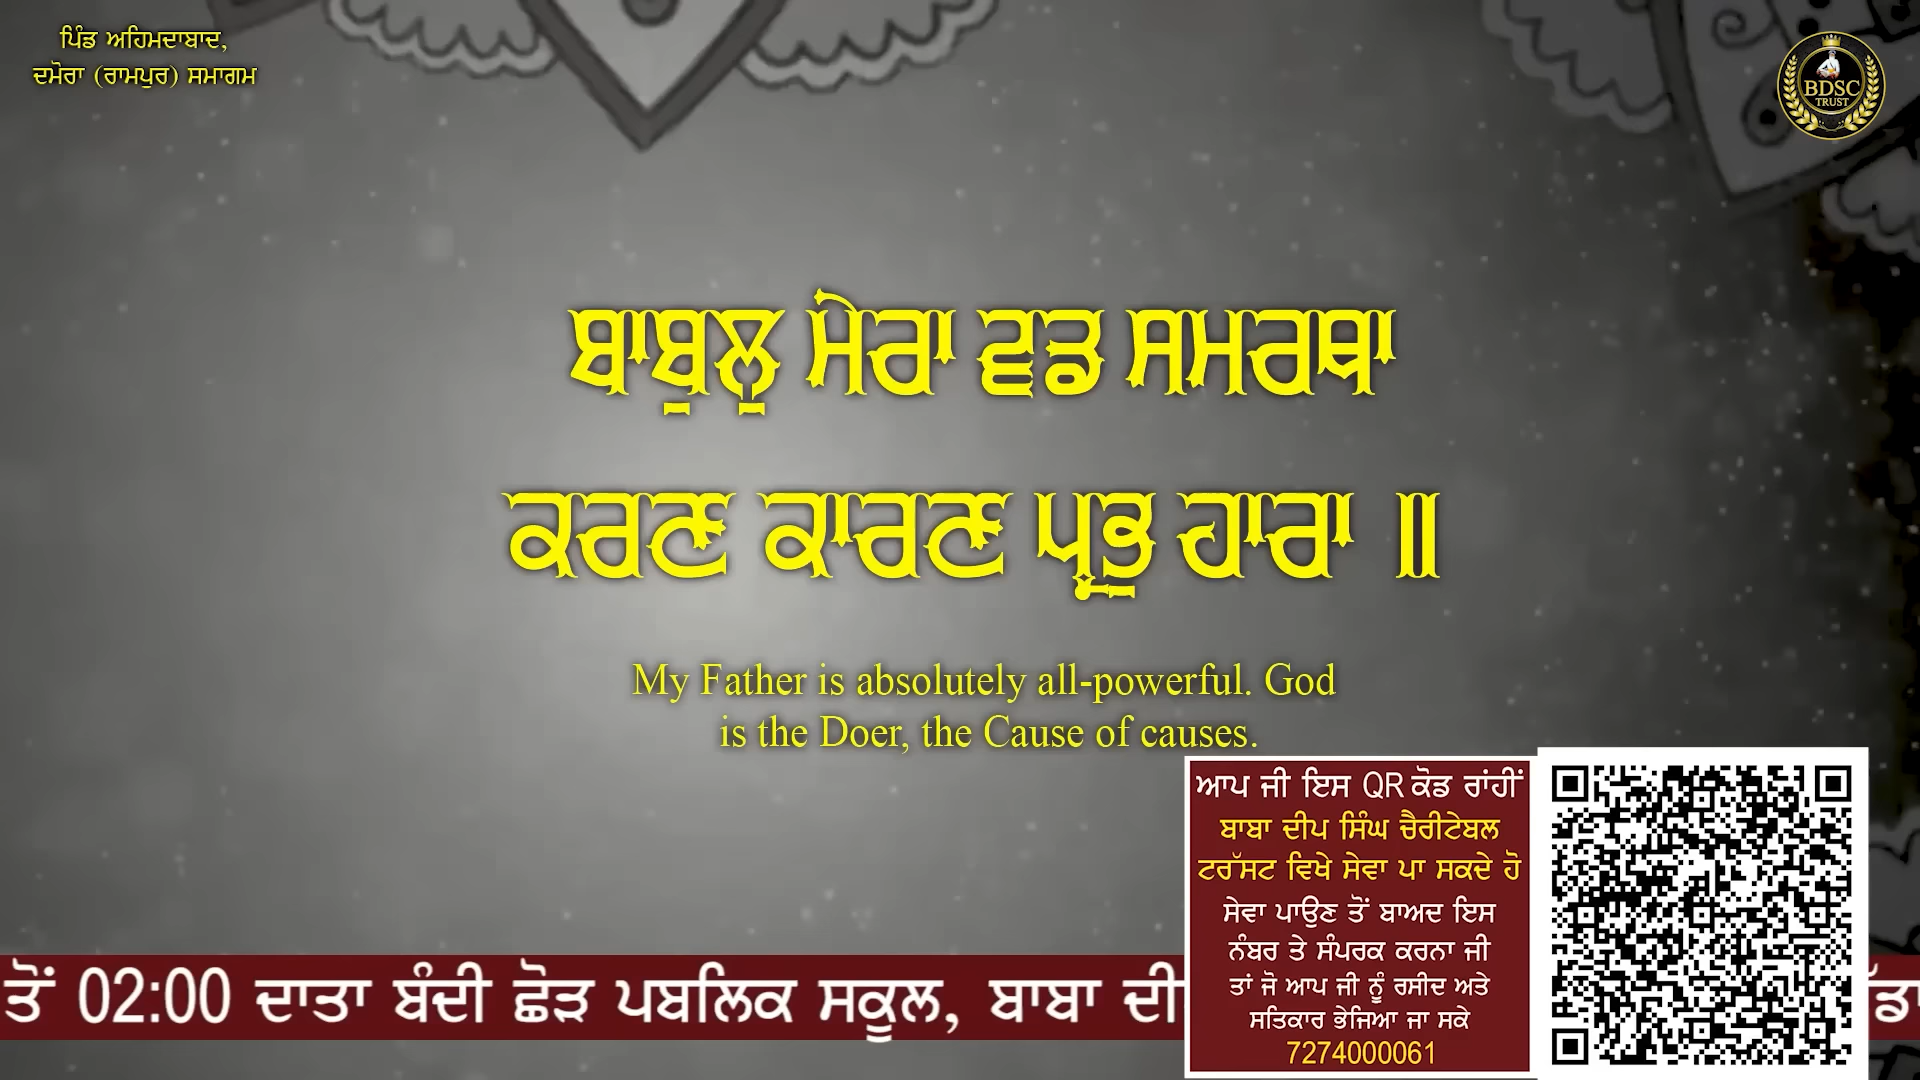 ਪਿੰਡ ਅਹਿਮਦਾਬਾਦ,
ਦਮੋਰਾ (ਰਾਮਪੁਰ) ਸਮਾਗਮ
BDSC
TRUST
ਬਾਬੁਲੁ ਮੇਰਾ ਵਡ ਸਮਰਥਾ
ਕਰਣ ਕਾਰਣ ਪ੍ਰਭੁ ਹਾਰਾ ॥
My Father is absolutely all-powerful. God
is the Doer, the Cause of causes.
ਆਪ ਜੀ ਇਸ QR ਕੋਡ ਰਾਂਹੀਂ
ਬਾਬਾ ਦੀਪ ਸਿੰਘ ਚੈਰੀਟੇਬਲ
ਟਰੱਸਟ ਵਿਖੇ ਸੇਵਾ ਪਾ ਸਕਦੇ ਹੋ
ਸੇਵਾ ਪਾਉਣ ਤੋਂ ਬਾਅਦ ਇਸ
ਨੰਬਰ ਤੇ ਸੰਪਰਕ ਕਰਨਾ ਜੀ
ਤਾਂ ਜੋ ਆਪ ਜੀ ਨੂੰ ਰਸੀਦ ਅਤੇ
ਸਤਿਕਾਰ ਭੇਜਿਆ ਜਾ ਸਕੇ
7274000061
ਤੋਂ 02:00 ਦਾਤਾ ਬੰਦੀ ਛੋੜ ਪਬਲਿਕ ਸਕੂਲ, ਬਾਬਾ ਦੀ